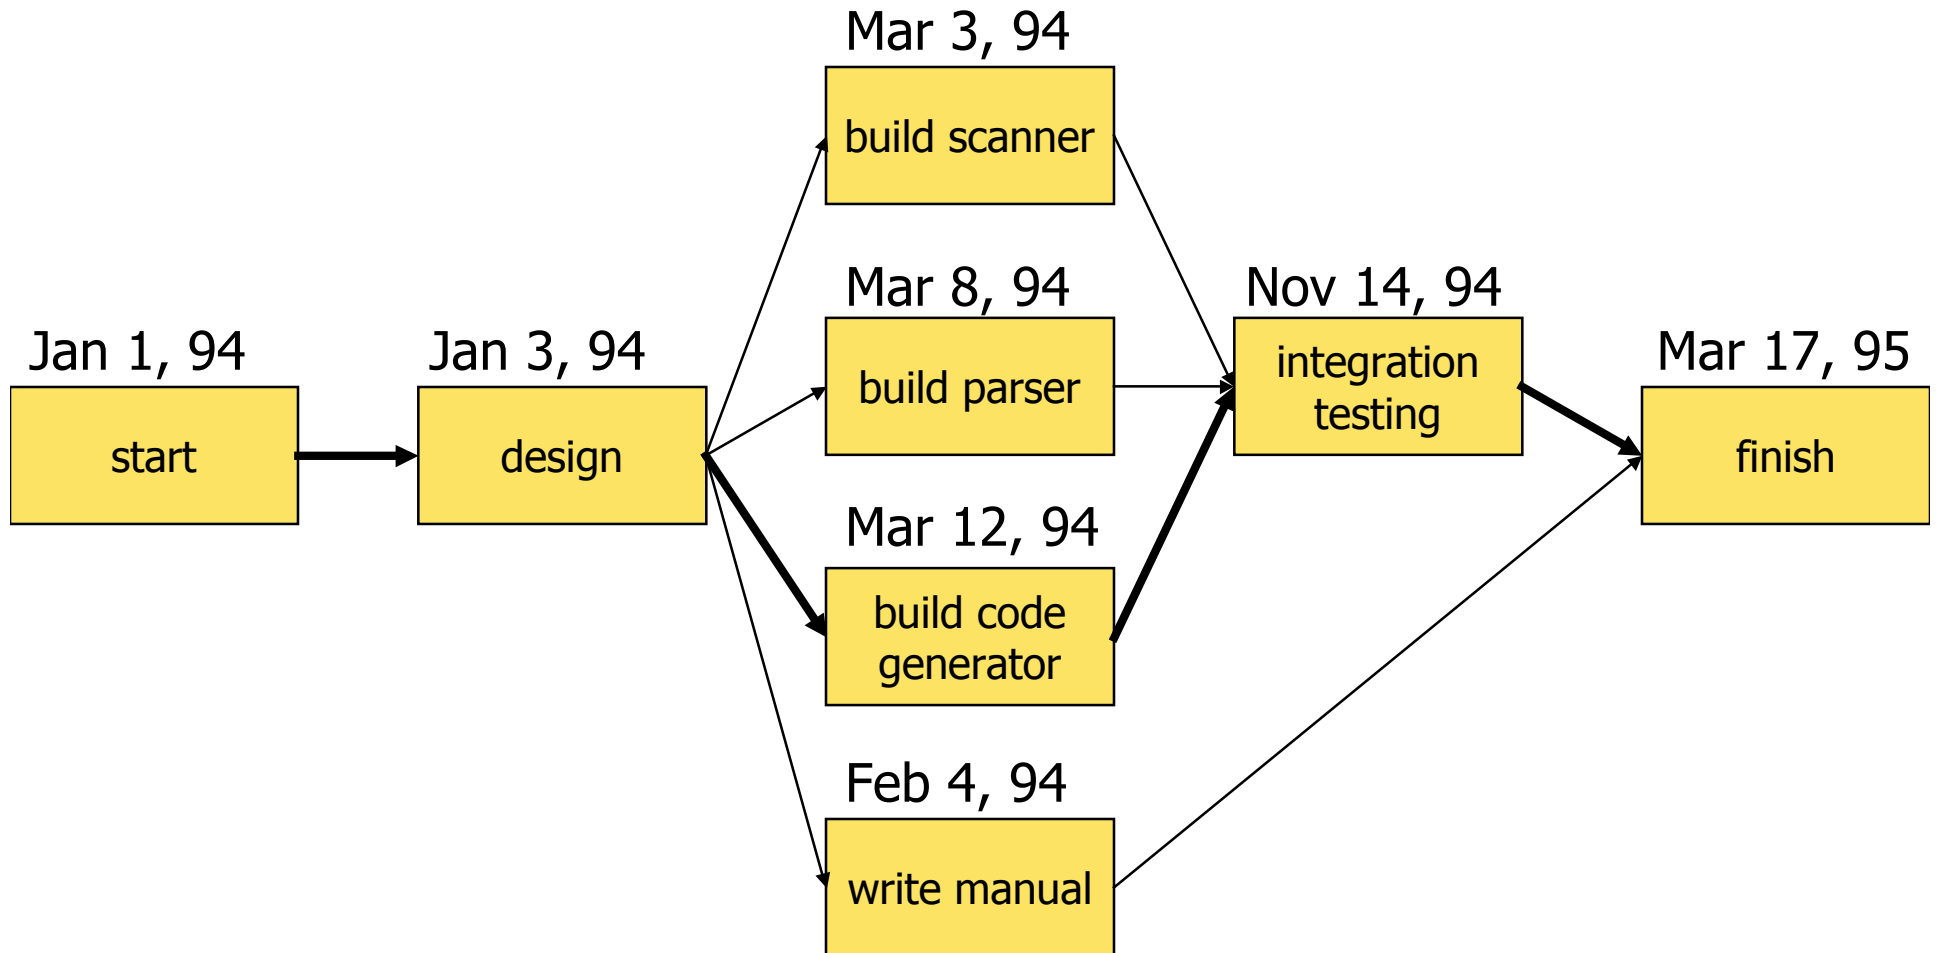 Jan 1, 94
start
Jan 3, 94
design
Mar 3, 94
build scanner
Mar 8, 94
build parser
Mar 12, 94
build code
generator
Feb 4, 94
write manual
Nov 14, 94
integration
testing
Mar 17, 95
finish